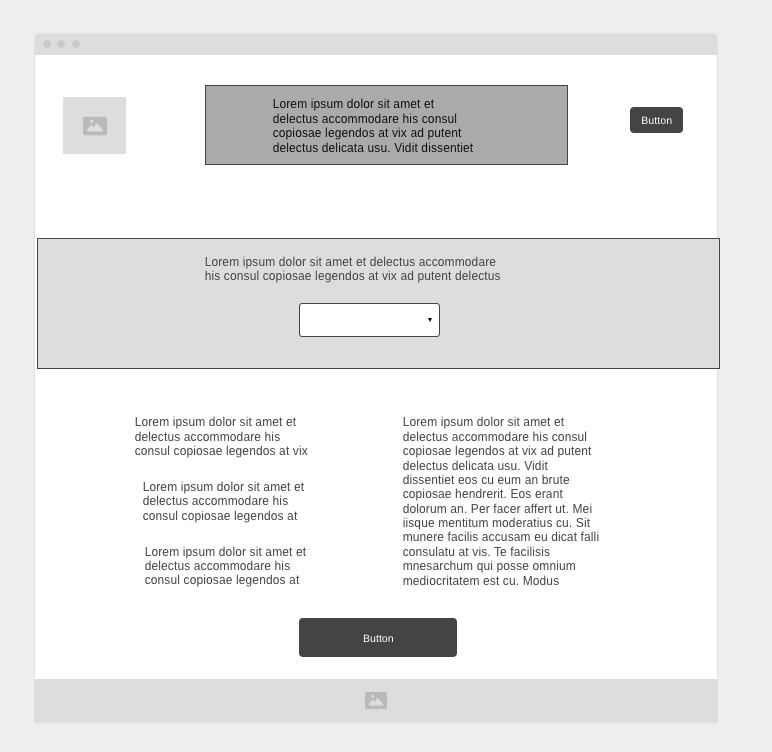 Lorem ipsum dolor sit amet et
delectus accommodare his consul
copiosae legendos at vix ad putent
delectus delicata usu. Vidit dissentiet
Button
Lorem ipsum dolor sit amet et delectus accommodare
his consul copiosae legendos at vix ad putent delectus
Lorem ipsum dolor sit amet et
delectus accommodare his
consul copiosae legendos at vix
Lorem ipsum dolor sit amet et
delectus accommodare his
consul copiosae legendos at
Lorem ipsum dolor sit amet et
delectus accommodare his
consul copiosae legendos at
Lorem ipsum dolor sit amet et
delectus accommodare his consul
copiosae legendos at vix ad putent
delectus delicata usu. Vidit
dissentiet eos cu eum an brute
copiosae hendrerit. Eos erant
dolorum an. Per facer affert ut. Mei
iisque mentitum moderatius cu. Sit
munere facilis accusam eu dicat falli
consulatu at vis. Te facilisis
mnesarchum qui posse omnium
mediocritatem est cu. Modus
Button